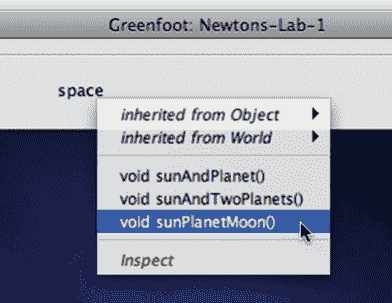 Greenfoot: Newtons-Lab-1
space
inherited from Object
inherited from World
void sunAndPlanet()
void sunAndTwoPlanets()
void sunPlanetMoon()
Inspect